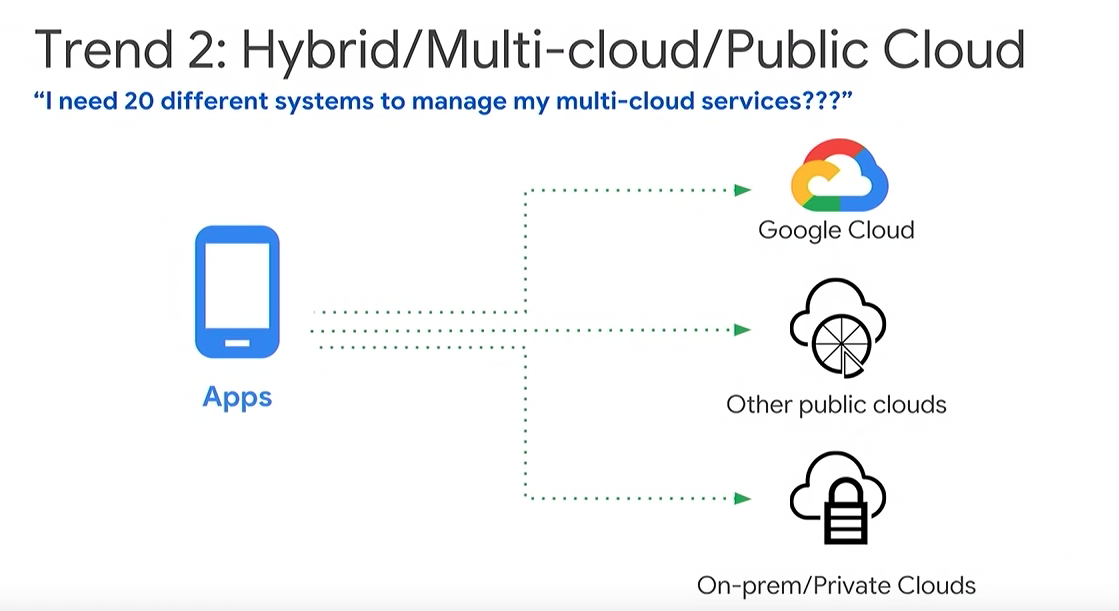 Trend 2: Hybrid/Multi-cloud/Public Cloud
“I need 20 different systems to manage my multi-cloud services???”
Google Cloud
Apps
Other public clouds
On-prem/Private Clouds